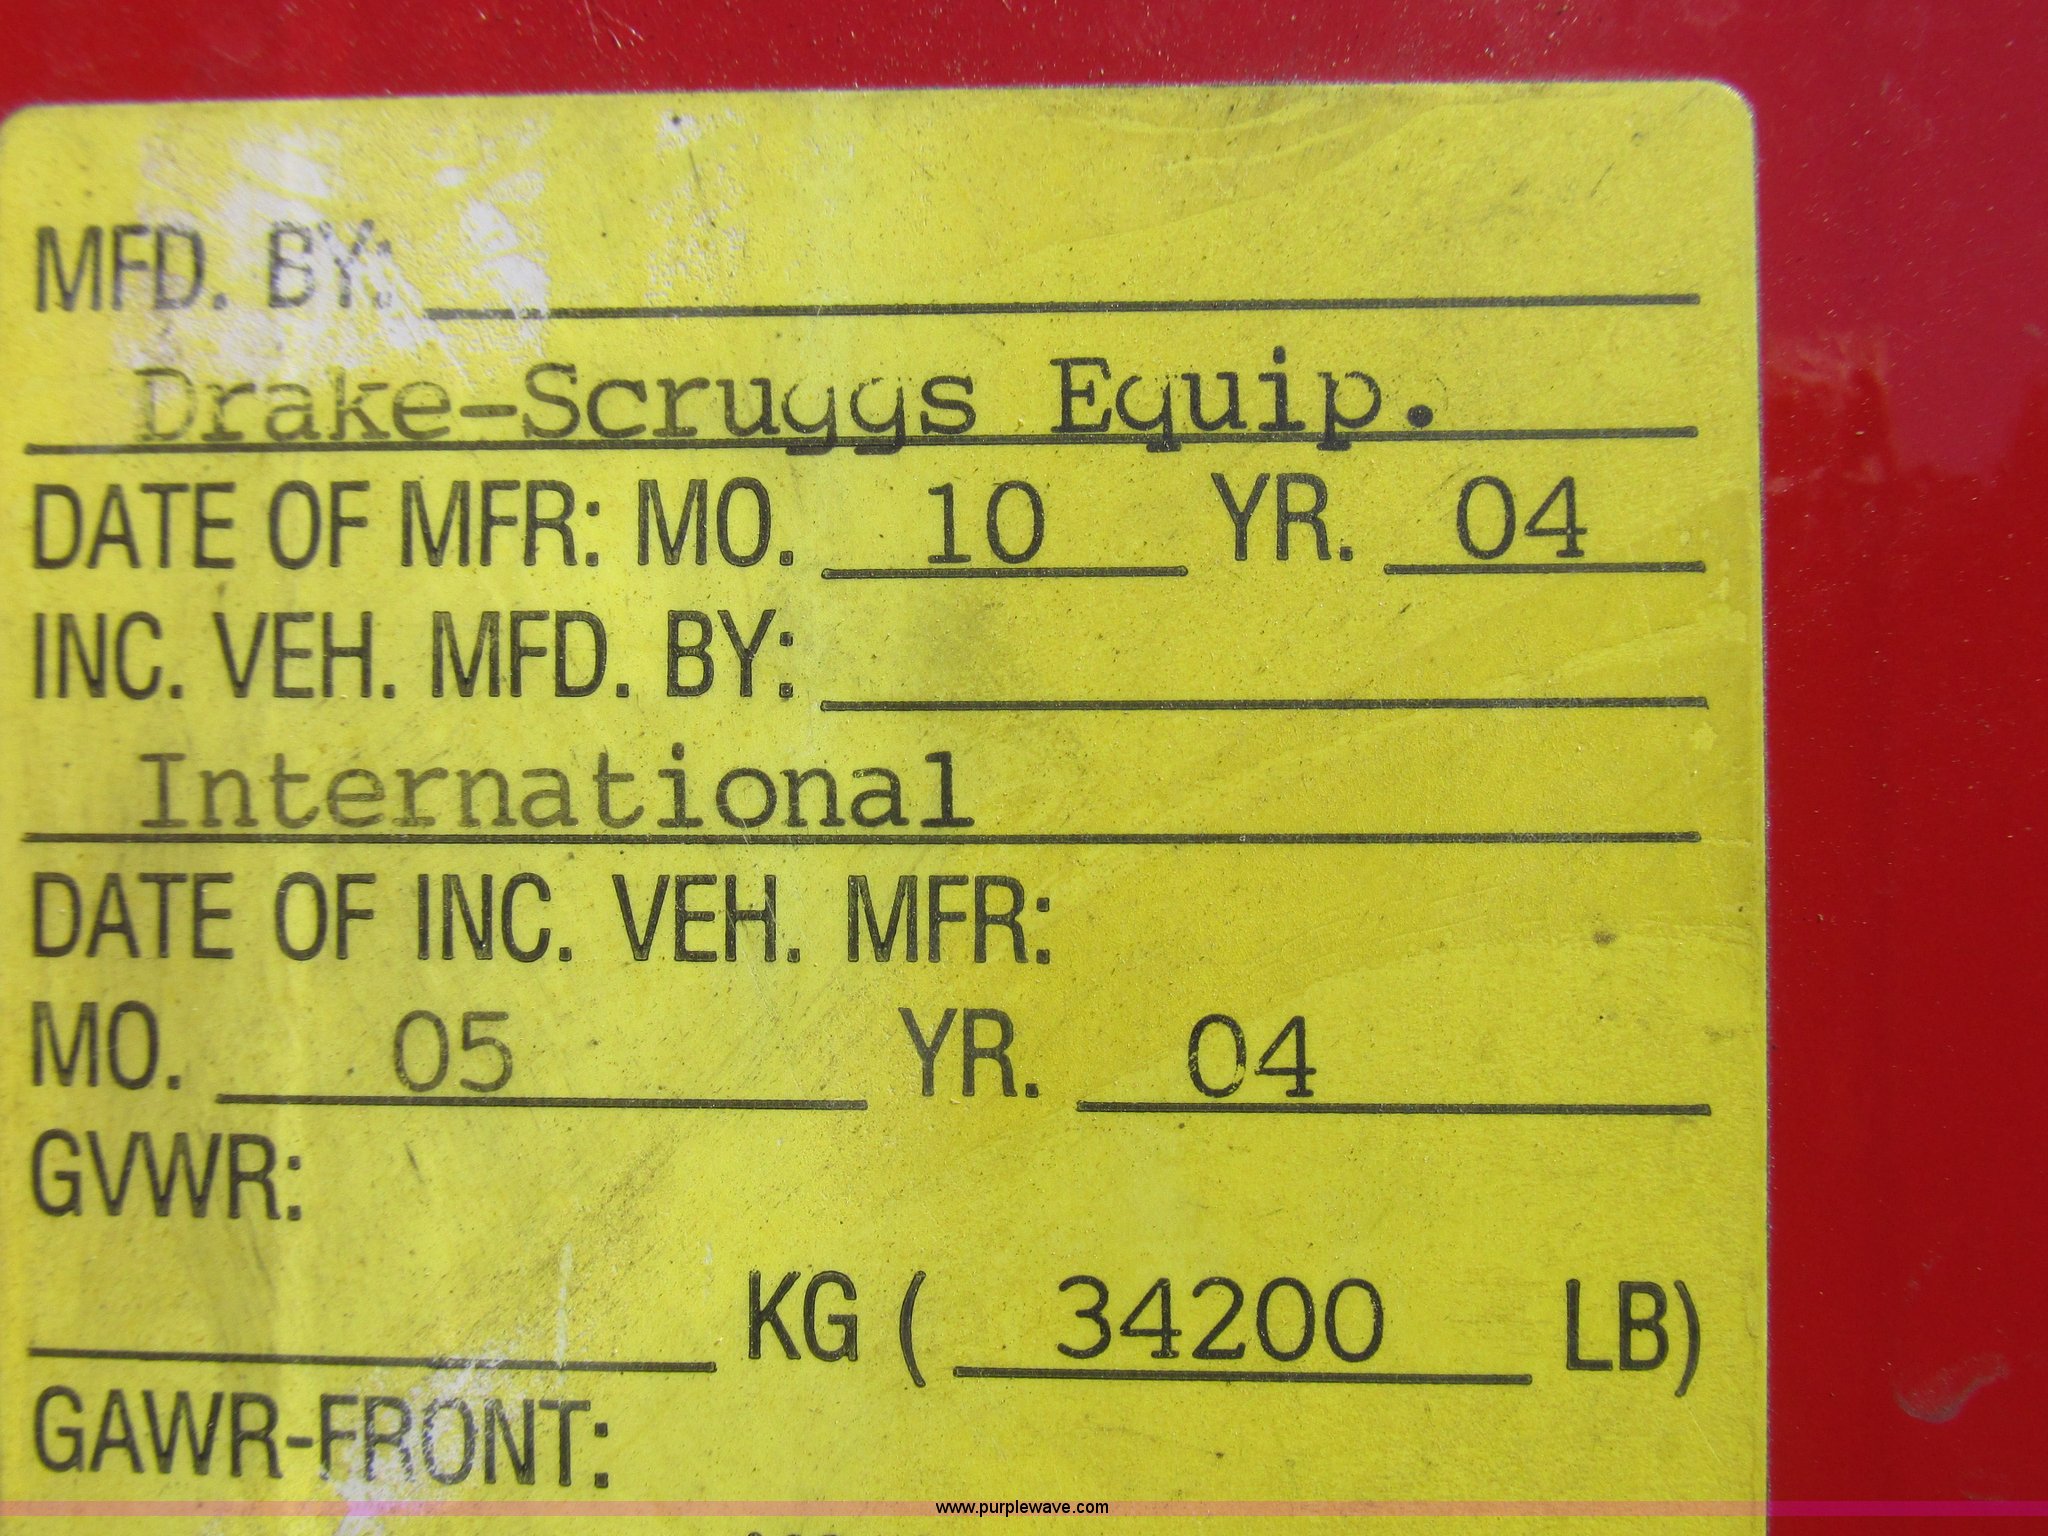 MFD. BY:
Drake-Scruggs Equip.
DATE OF MFR: MO. 10 YR. 04
INC. VEH. MFD. BY:
International
DATE OF INC. VEH. MFR:
MO. 05 YR. 04
GVWR:
KG ( 34200 LB)
GAWR-FRONT:
www.purplewave.com